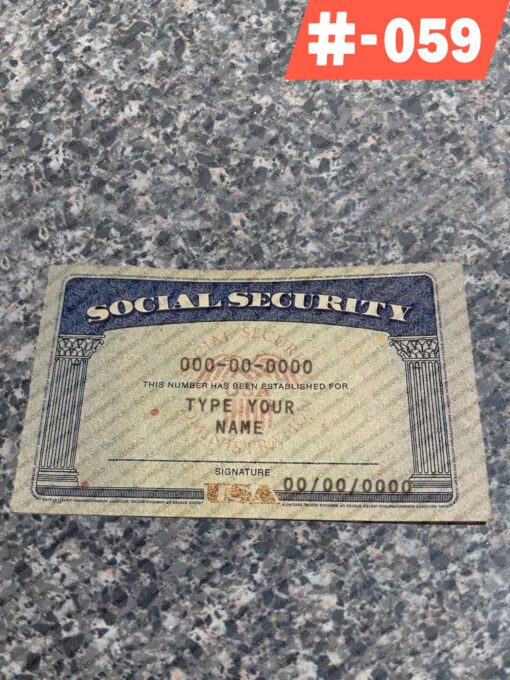 #-059
SOCIAL SECURITY
000-00-0000
THIS NUMBER HAS BEEN ESTABLISHED FOR
TYPE YOUR
NAME
SIGNATURE
USA 00/00/0000